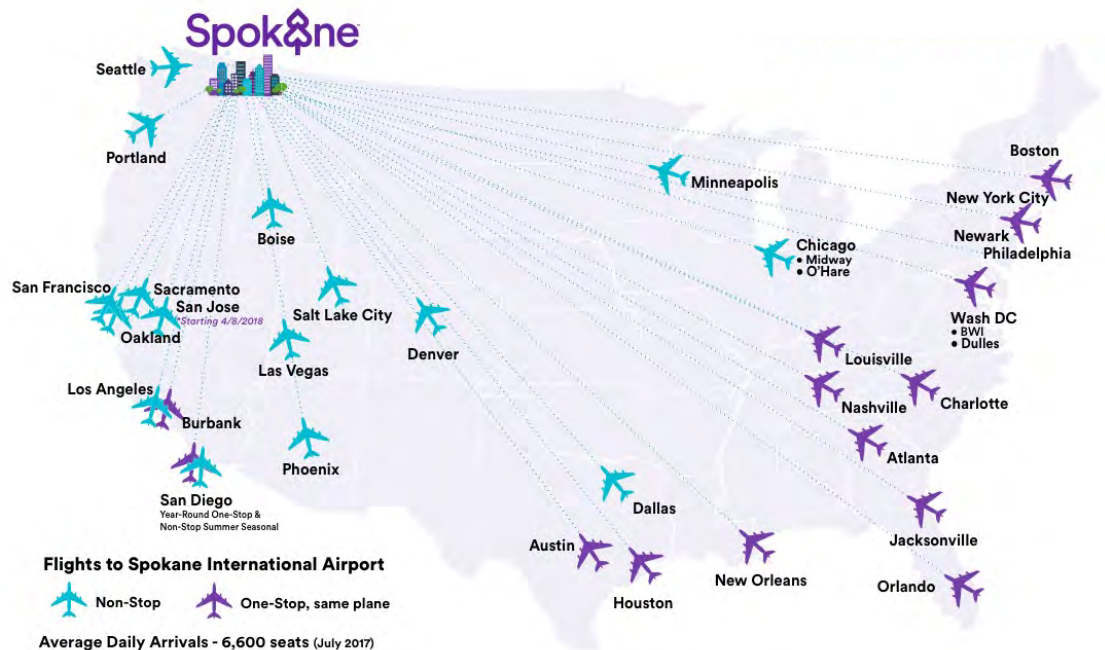 Spokane
Seattle
Portland
Boise
Minneapolis
Boston
New York City
Newark
Philadelphia
Chicago
• Midway
• O'Hare
San Francisco
Sacramento
San Jose
*Starting 4/8/2018
Oakland
Salt Lake City
Denver
Las Vegas
Wash DC
• BWI
• Dulles
Louisville
Nashville
Charlotte
Los Angeles
Burbank
Phoenix
Atlanta
San Diego
Year-Round One-Stop &
Non-Stop Summer Seasonal
Dallas
Austin
Houston
New Orleans
Jacksonville
Orlando
Flights to Spokane International Airport
Non-Stop
One-Stop, same plane
Average Daily Arrivals - 6,600 seats (July 2017)